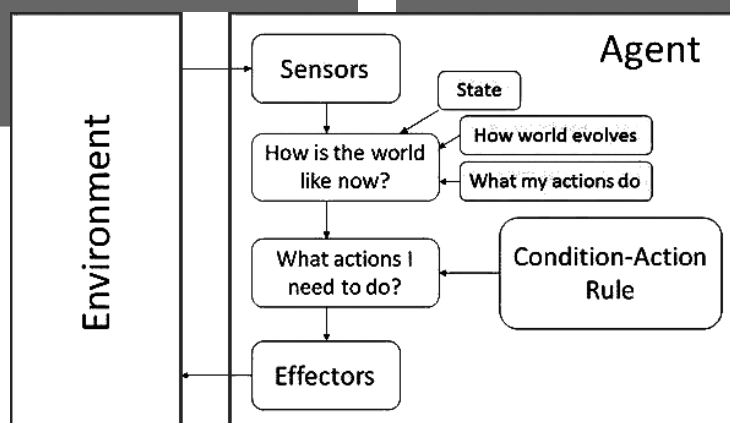 Agent
Sensors
State
How world evolves
How is the world
like now?
What my actions do
What actions I
need to do?
Condition-Action
Rule
Effectors
Environment